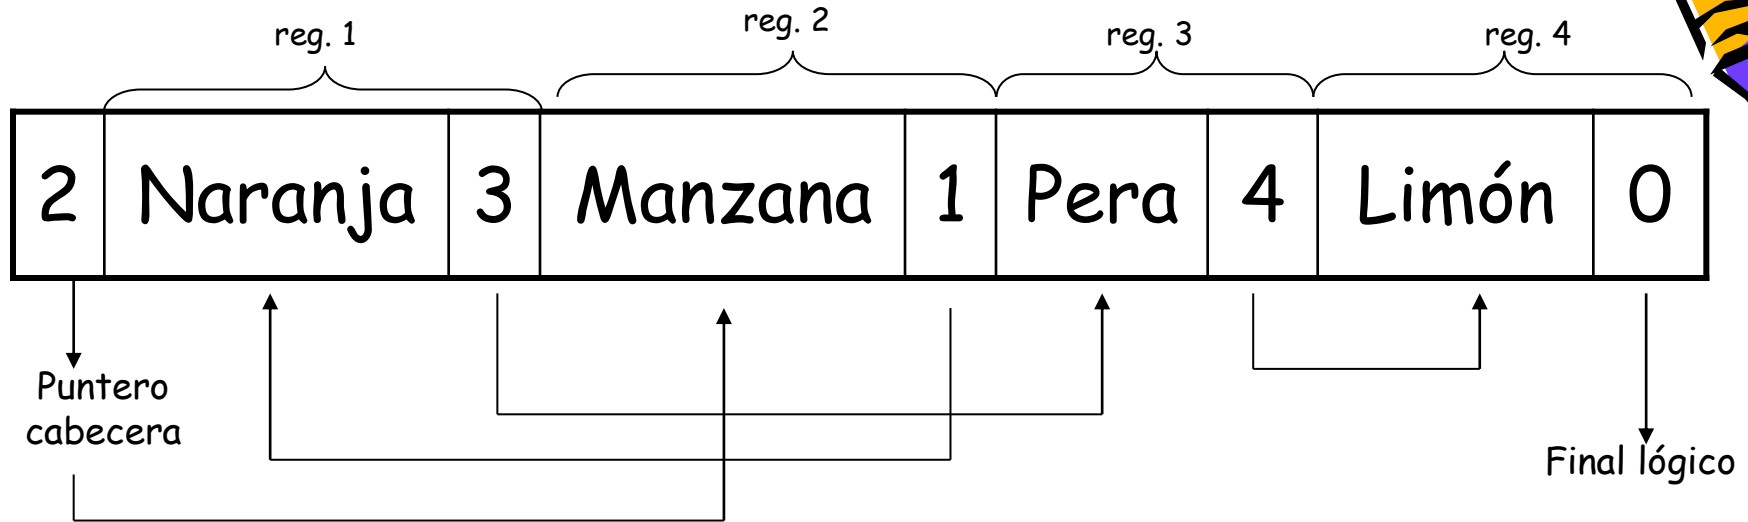 reg. 1
reg. 2
reg. 3
reg. 4
2 Naranja 3 Manzana 1 Pera 4 Limón 0
Puntero
cabecera
Final lógico